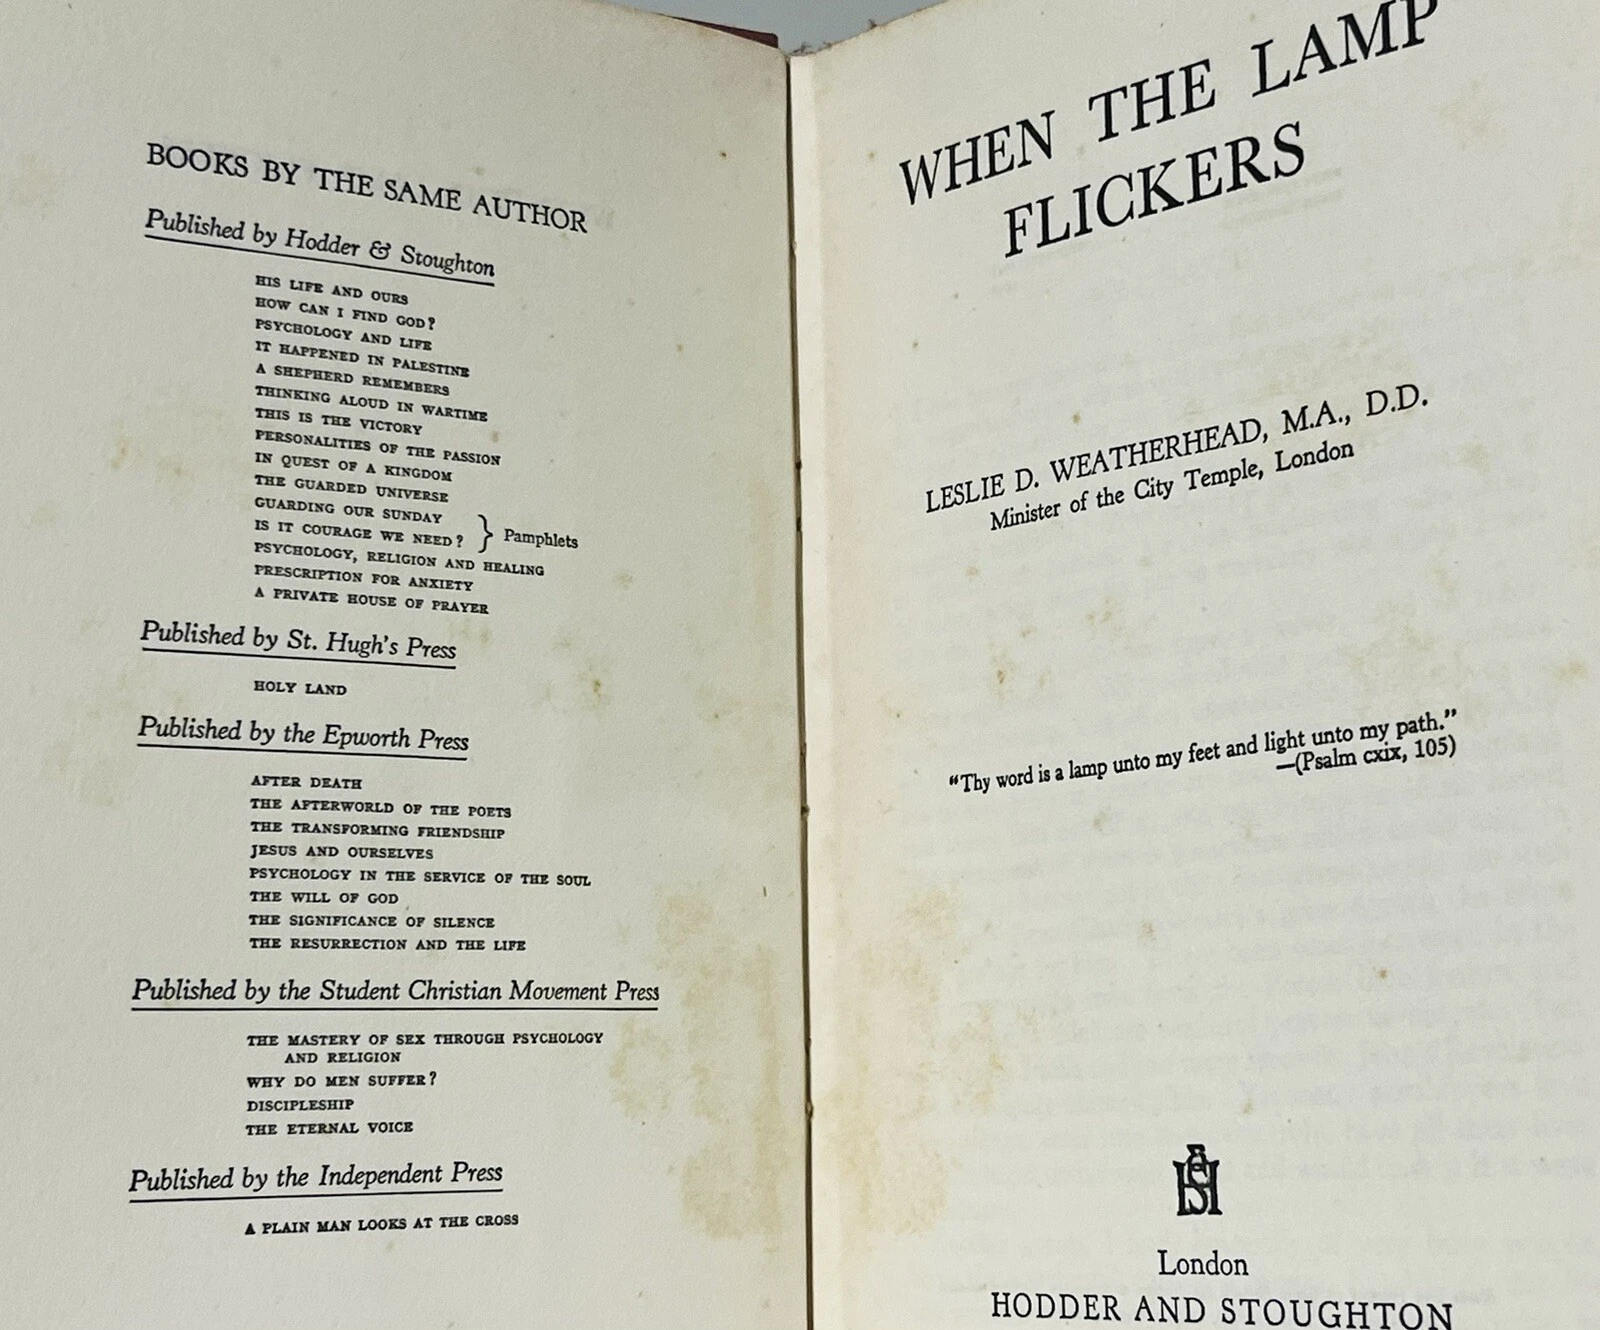 BOOKS BY THE SAME AUTHOR
Published by Hodder & Stoughton
HIS LIFE AND OURS
HOW CAN I FIND GOD?
PSYCHOLOGY AND LIFE
IT HAPPENED IN PALESTINE
A SHEPHERD REMEMBERS
THINKING ALOUD IN WARTIME
THIS IS THE VICTORY
PERSONALITIES OF THE PASSION
IN QUEST OF A KINGDOM
THE GUARDED UNIVERSE
GUARDING OUR SUNDAY
IS IT COURAGE WE NEED? } Pamphlets
PSYCHOLOGY, RELIGION AND HEALING
PRESCRIPTION FOR ANXIETY
A PRIVATE HOUSE OF PRAYER
Published by St. Hugh's Press
HOLY LAND
Published by the Epworth Press
AFTER DEATH
THE AFTERWORLD OF THE POETS
THE TRANSFORMING FRIENDSHIP
JESUS AND OURSELVES
PSYCHOLOGY IN THE SERVICE OF THE SOUL
THE WILL OF GOD
THE SIGNIFICANCE OF SILENCE
THE RESURRECTION AND THE LIFE
Published by the Student Christian Movement Press
THE MASTERY OF SEX THROUGH PSYCHOLOGY
AND RELIGION
WHY DO MEN SUFFER?
DISCIPLESHIP
THE ETERNAL VOICE
Published by the Independent Press
A PLAIN MAN LOOKS AT THE CROSS
WHEN THE LAMP
FLICKERS
LESLIE D. WEATHERHEAD, M.A., D.D.
Minister of the City Temple, London
"Thy word is a lamp unto my feet and light unto my path."
—(Psalm cxix, 105)
London
HODDER AND STOUGHTON